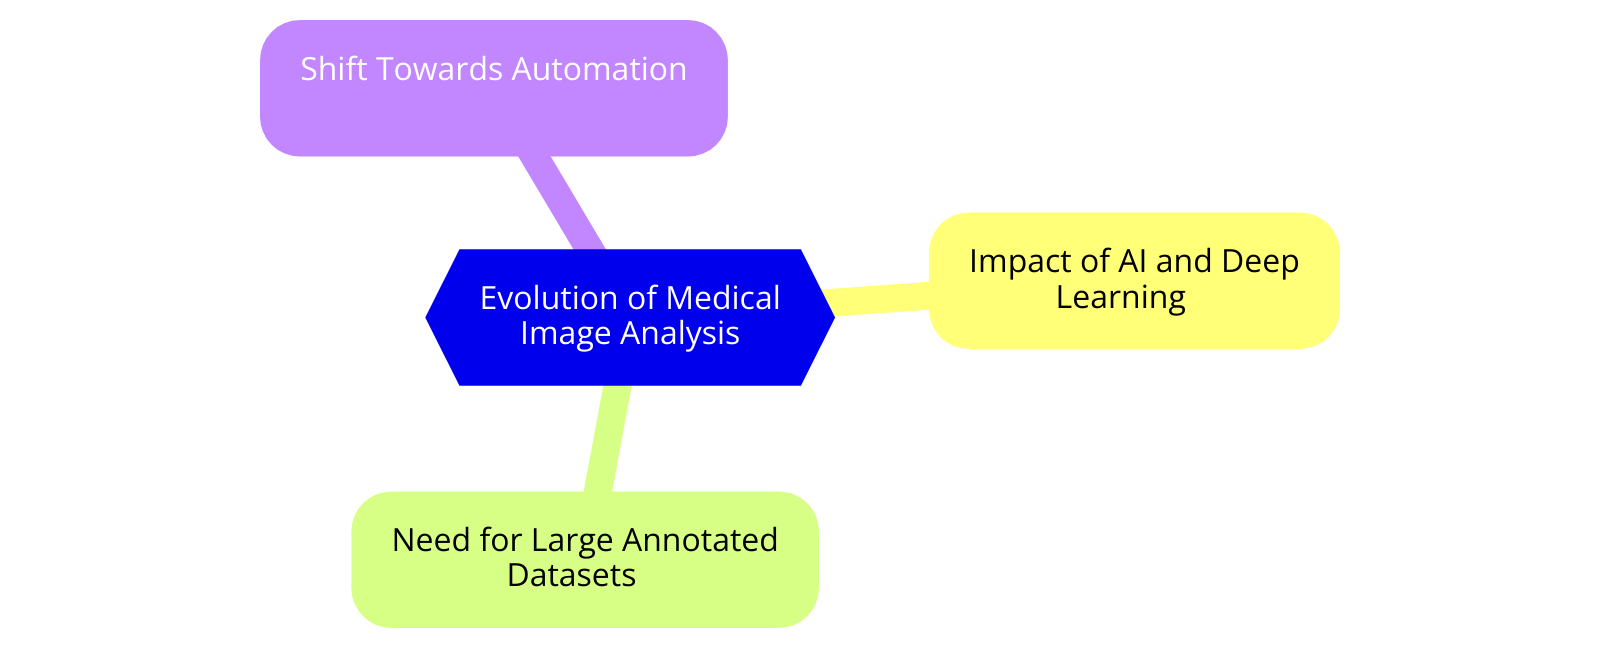 Shift Towards Automation
Impact of AI and Deep
Learning
Evolution of Medical
Image Analysis
Need for Large Annotated
Datasets